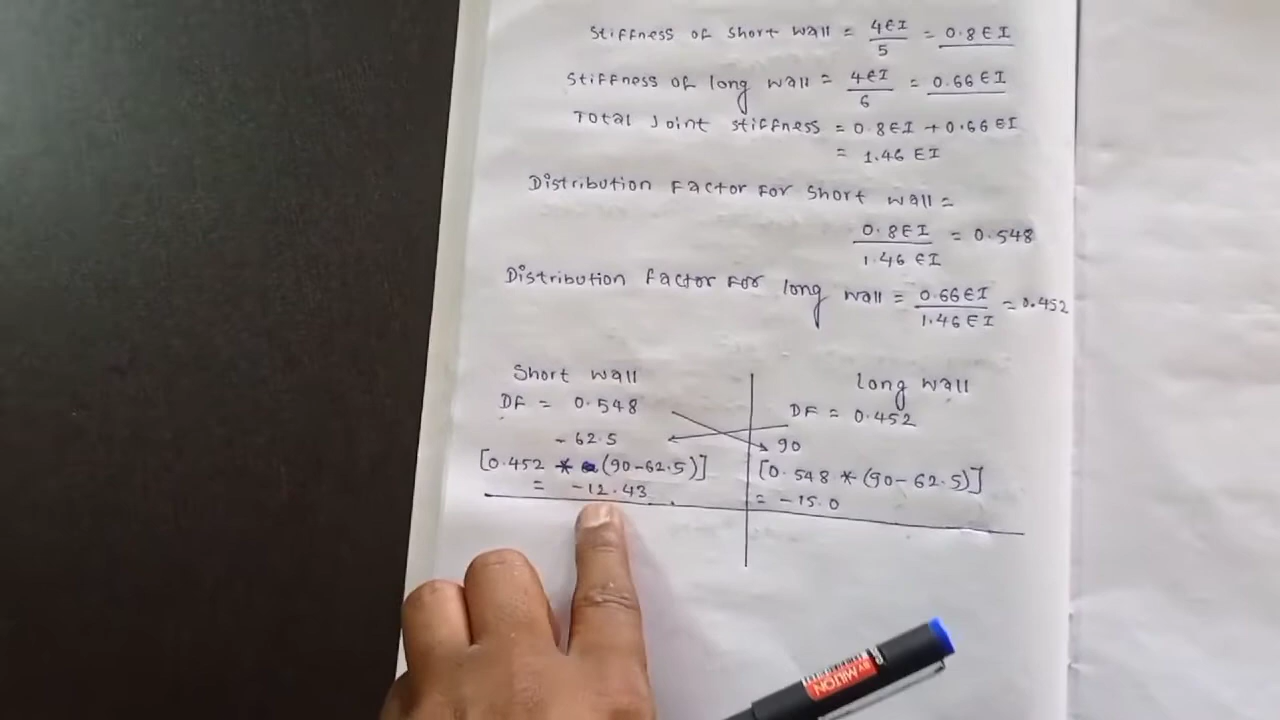 Stiffness of short wall = 4EI/5 = 0.8EI
Stiffness of long wall = 4EI/6 = 0.66EI
Total Joint stiffness = 0.8EI + 0.66EI
= 1.46 EI
Distribution Factor For Short wall =
0.8EI/1.46 EI = 0.548
Distribution Factor For long wall = 0.66EI/1.46EI = 0.452
Short wall
long wall
DF = 0.548
DF = 0.452
- 62.5
90
[0.452 * (90-62.5)]
[0.548 * (90-62.5)]
= -12.43
= -15.0
BY MILTON